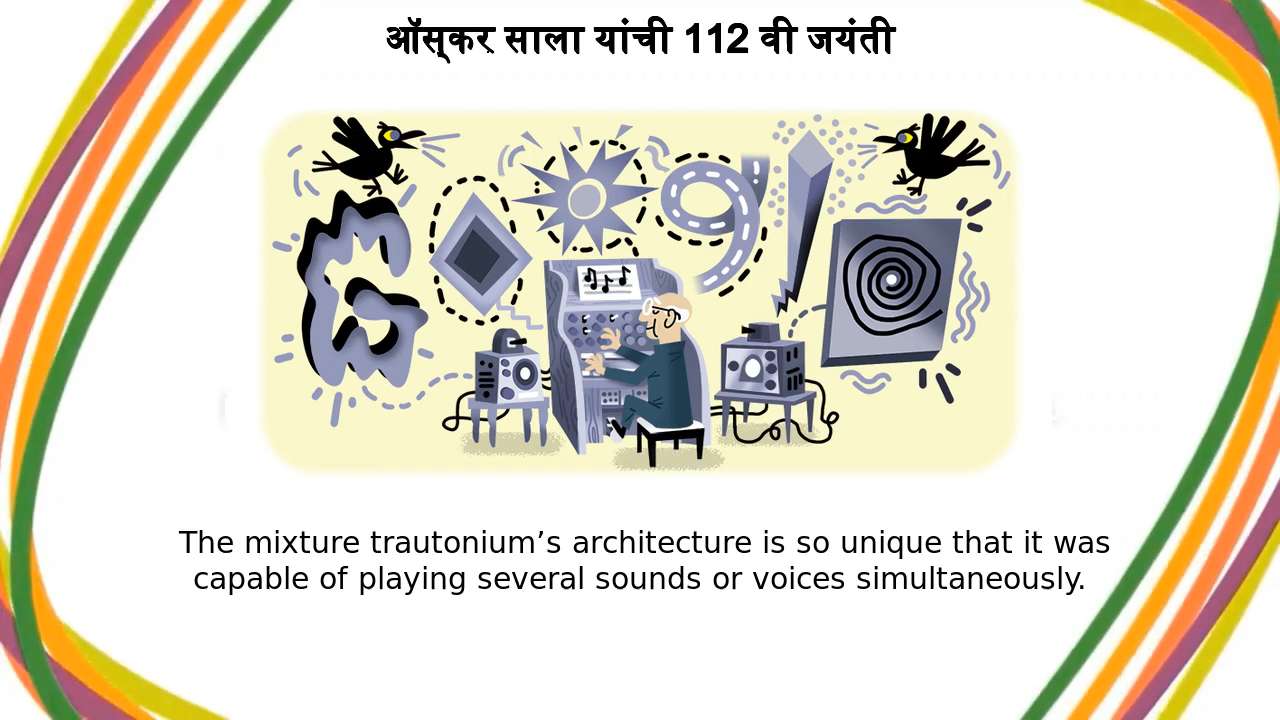 ऑस्कर साला यांची 112 वी जयंती
The mixture trautonium’s architecture is so unique that it was
capable of playing several sounds or voices simultaneously.